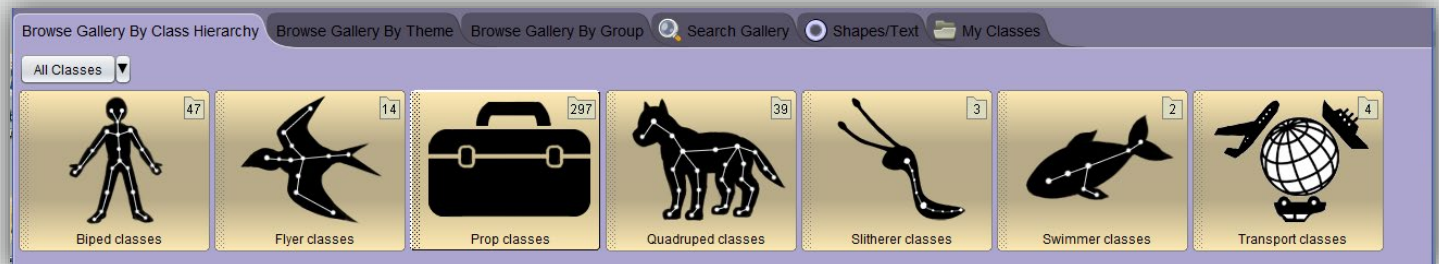 Browse Gallery By Class Hierarchy Browse Gallery By Theme Browse Gallery By Group Search Gallery Shapes/Text My Classes
All Classes
47 14 297 39 3 2 4
Biped classes Flyer classes Prop classes Quadruped classes Slitherer classes Swimmer classes Transport classes